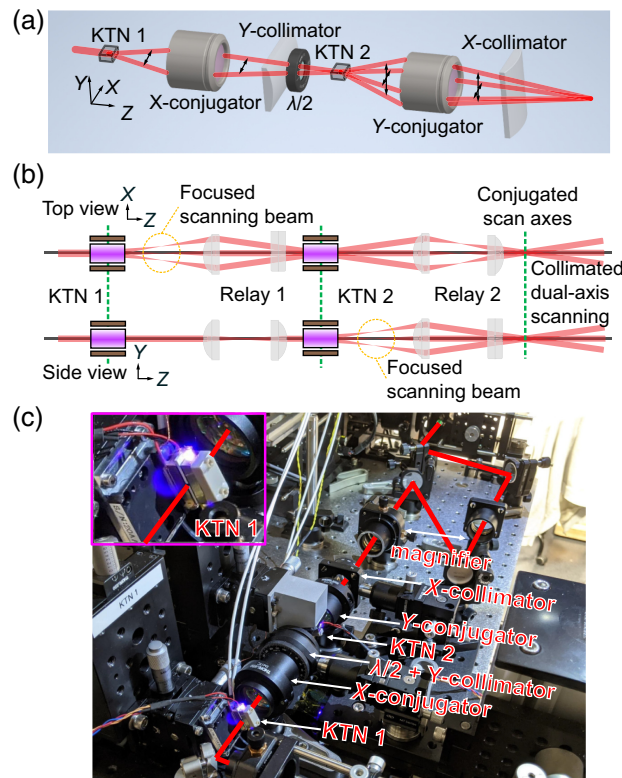 (a)
KTN 1
Y-collimator
KTN 2
X-collimator
Y
X
Z
X-conjugator
λ/2
Y-conjugator
(b)
Top view
X
Z
Focused
scanning beam
Conjugated
scan axes
KTN 1
Relay 1
KTN 2
Relay 2
Collimated
dual-axis
scanning
Side view
Y
Z
Focused
scanning beam
(c)
KTN 1
KTN 1
magnifier
X-collimator
Y-conjugator
KTN 2
λ/2 + Y-collimator
X-conjugator
KTN 1